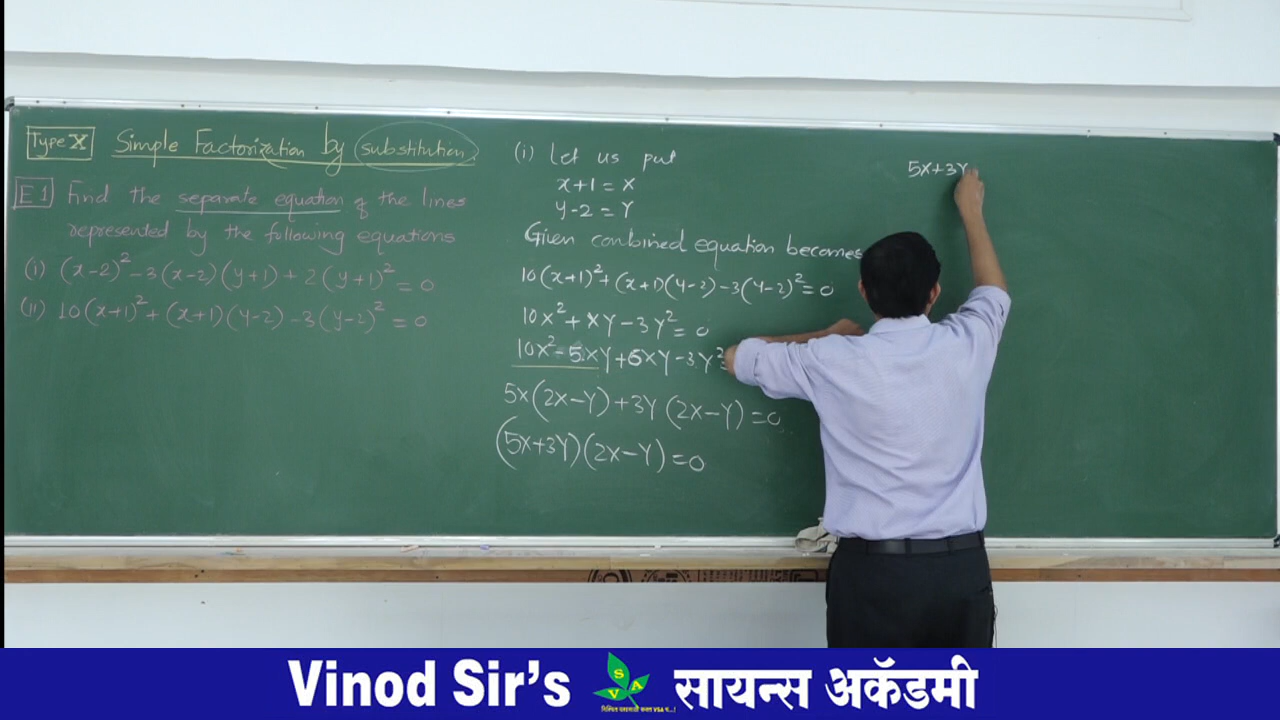 Type X Simple Factorization by substitution.
E1 Find the separate equation of the lines
represented by the following equations
(i) (x-2)²-3(x-2)(y+1)+2(y+1)²=0
(ii) 10(x+1)²+(x+1)(y-2)-3(y-2)²=0
(i) Let us put
x+1=X
y-2=Y
Given combined equation becomes
10(x+1)²+(x+1)(y-2)-3(y-2)²=0
10X²+XY-3Y²=0
10X²-5XY+6XY-3Y²=
5X(2X-Y)+3Y(2X-Y)=0
(5X+3Y)(2X-Y)=0
5X+3Y
Vinod Sir's SVA सायन्स अकॅडमी